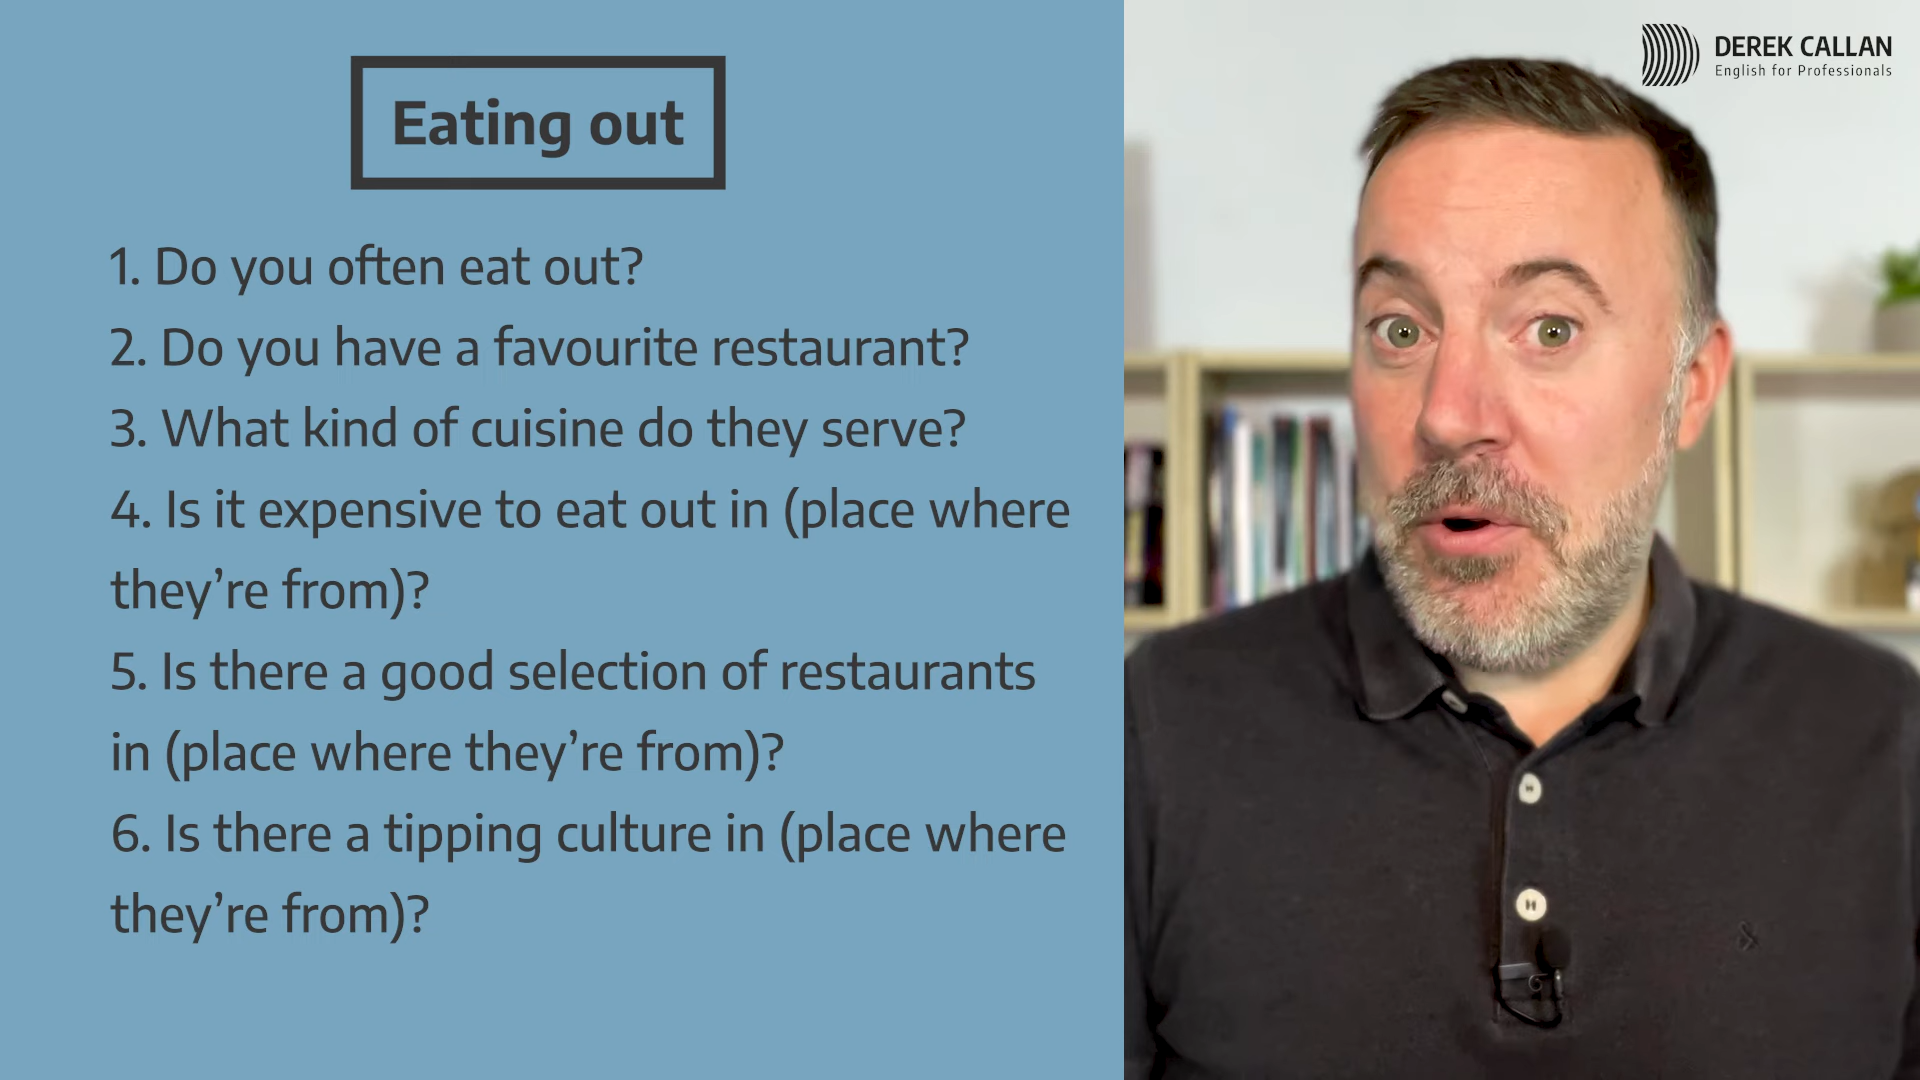 DEREK CALLAN
English for Professionals
Eating out
1. Do you often eat out?
2. Do you have a favourite restaurant?
3. What kind of cuisine do they serve?
4. Is it expensive to eat out in (place where
they’re from)?
5. Is there a good selection of restaurants
in (place where they’re from)?
6. Is there a tipping culture in (place where
they’re from)?